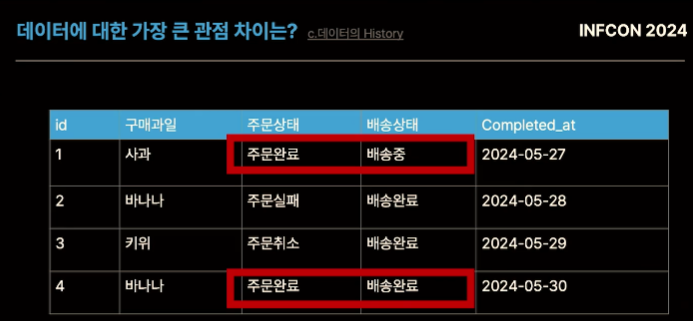 데이터에 대한 가장 큰 관점 차이는? c.데이터의 History INFCON 2024
id 구매과일 주문상태 배송상태 Completed_at
1 사과 주문완료 배송중 2024-05-27
2 바나나 주문실패 배송완료 2024-05-28
3 키위 주문취소 배송완료 2024-05-29
4 바나나 주문완료 배송완료 2024-05-30